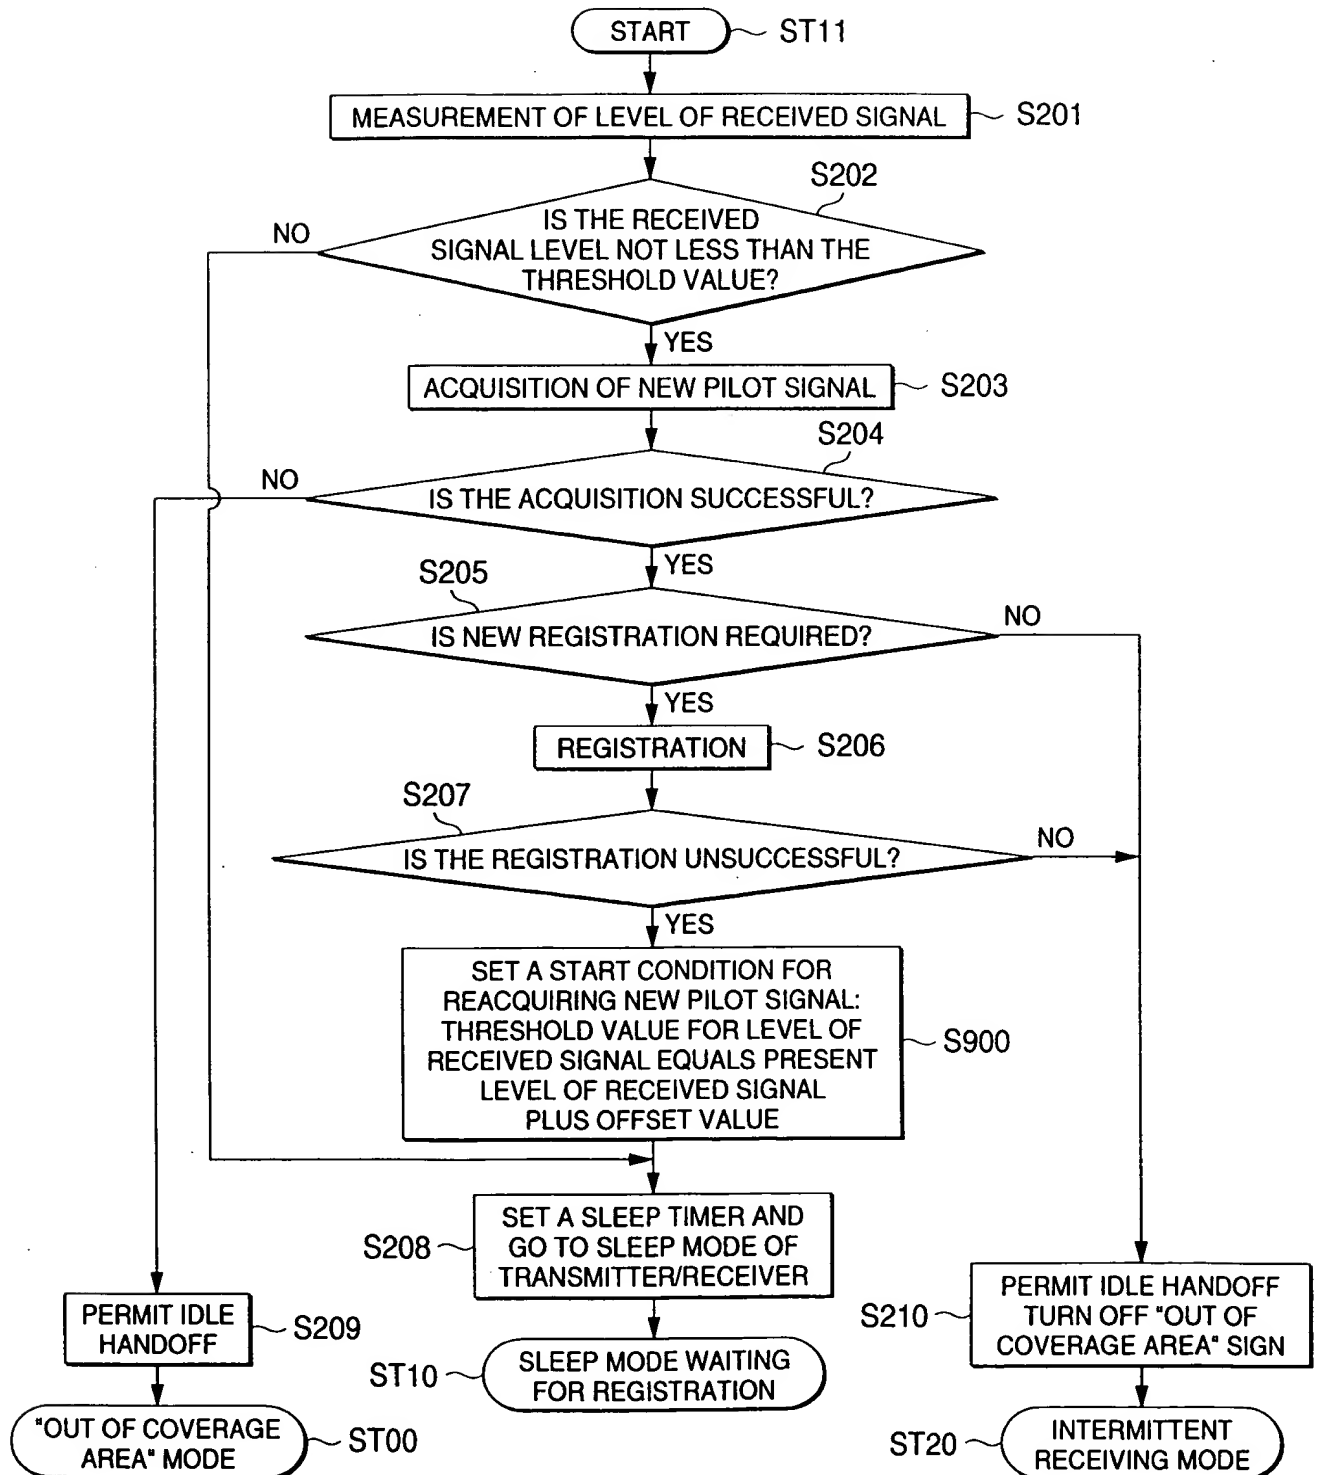 START
ST11
MEASUREMENT OF LEVEL OF RECEIVED SIGNAL
S201
S202
IS THE RECEIVED
SIGNAL LEVEL NOT LESS THAN THE
THRESHOLD VALUE?
NO
YES
ACQUISITION OF NEW PILOT SIGNAL
S203
S204
NO
IS THE ACQUISITION SUCCESSFUL?
YES
S205
IS NEW REGISTRATION REQUIRED?
NO
YES
REGISTRATION
S206
S207
IS THE REGISTRATION UNSUCCESSFUL?
NO
YES
SET A START CONDITION FOR
REACQUIRING NEW PILOT SIGNAL:
THRESHOLD VALUE FOR LEVEL OF
RECEIVED SIGNAL EQUALS PRESENT
LEVEL OF RECEIVED SIGNAL
PLUS OFFSET VALUE
S900
SET A SLEEP TIMER AND
GO TO SLEEP MODE OF
TRANSMITTER/RECEIVER
S208
PERMIT IDLE
HANDOFF
S209
S210
PERMIT IDLE HANDOFF
TURN OFF "OUT OF
COVERAGE AREA" SIGN
ST10
SLEEP MODE WAITING
FOR REGISTRATION
"OUT OF COVERAGE
AREA" MODE
ST00
ST20
INTERMITTENT
RECEIVING MODE